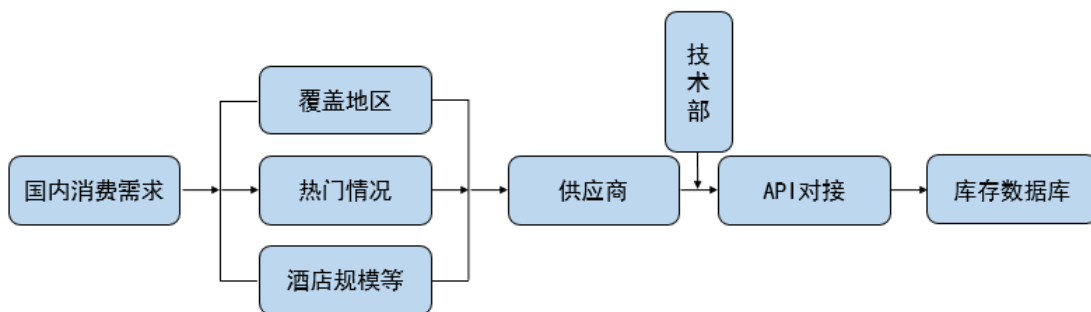 技
术
部
覆盖地区
国内消费需求
热门情况
供应商
API对接
库存数据库
酒店规模等